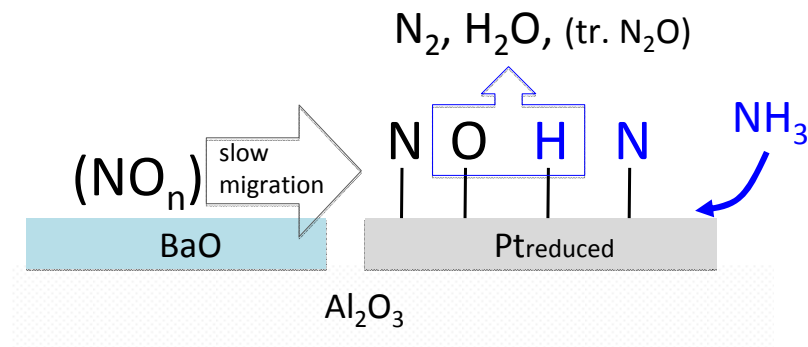 N₂, H₂O, (tr. N₂O)
NH₃
N O H N
(NOₙ)
slow
migration
BaO
Ptreduced
Al₂O₃